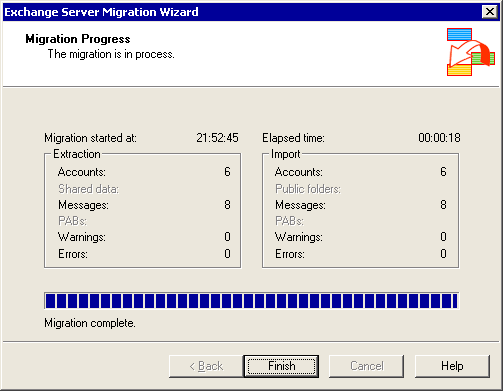 Exchange Server Migration Wizard
Migration Progress
The migration is in process.
Migration started at: 21:52:45 Elapsed time: 00:00:18
Extraction Import
Accounts: 6 Accounts: 6
Shared data: Public folders:
Messages: 8 Messages: 8
PABs: PABs:
Warnings: 0 Warnings: 0
Errors: 0 Errors: 0
Migration complete.
< Back Finish Cancel Help